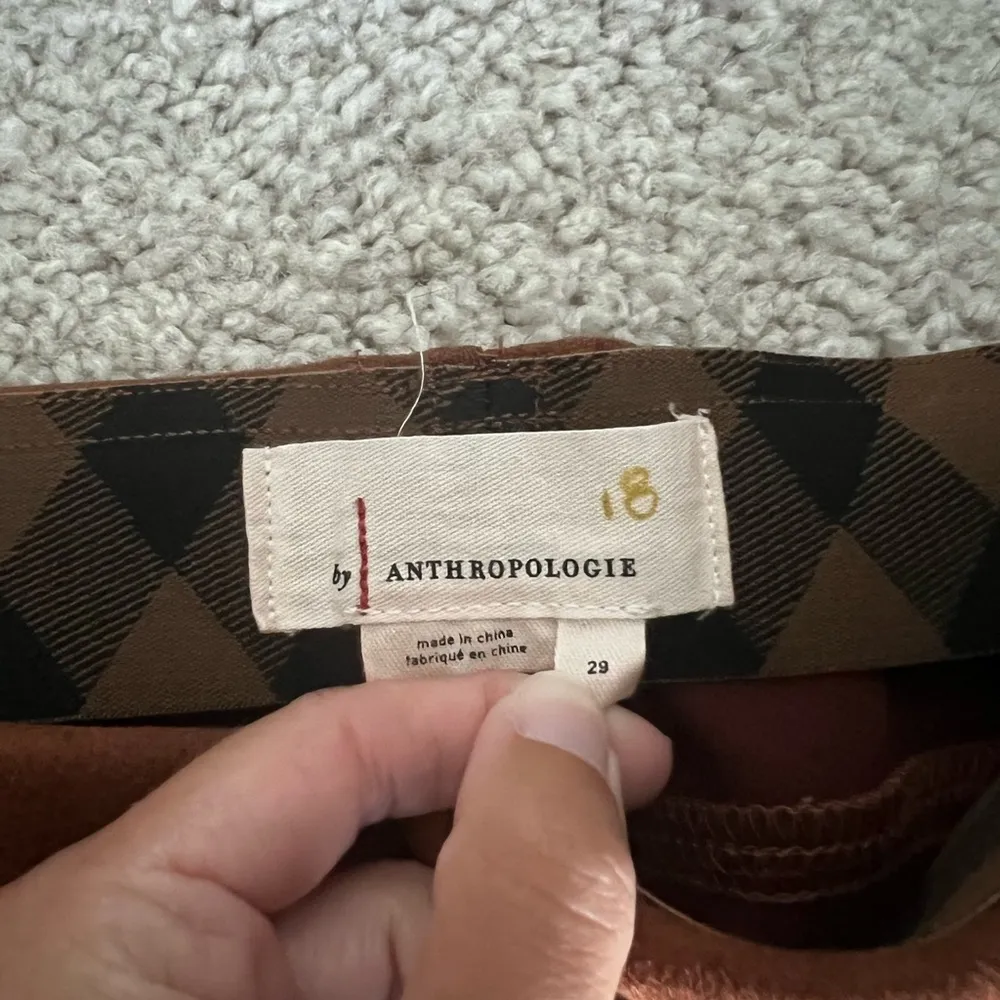 18
by ANTHROPOLOGIE
made in china
fabriqué en chine
29